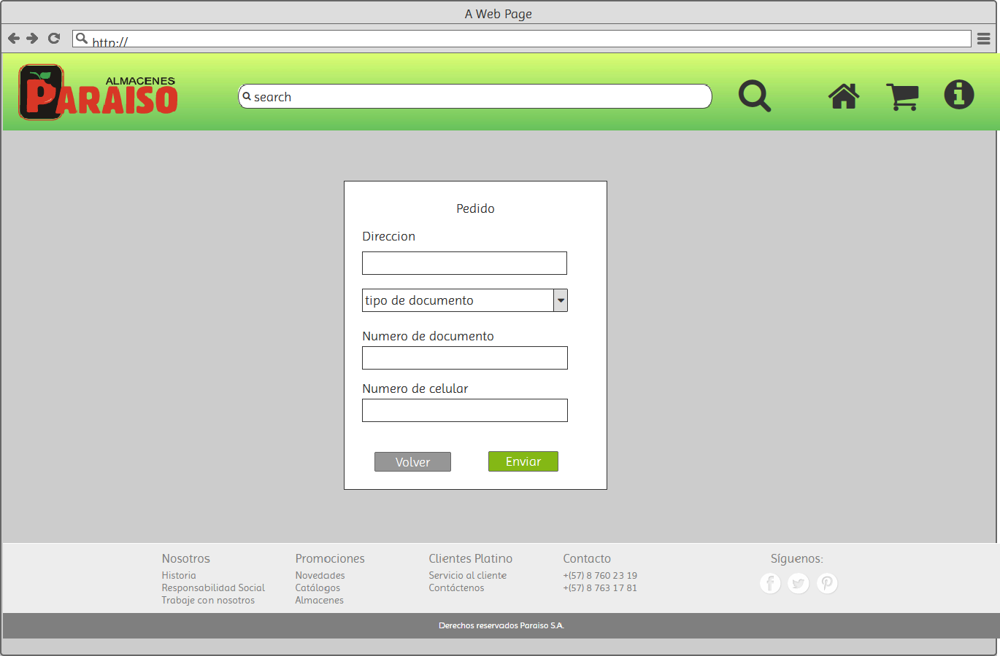 A Web Page
http://
ALMACENES
PARAISO
search
Pedido
Direccion
tipo de documento
Numero de documento
Numero de celular
Volver
Enviar
Nosotros
Historia
Responsabilidad Social
Trabaje con nosotros
Promociones
Novedades
Catálogos
Almacenes
Clientes Platino
Servicio al cliente
Contáctenos
Contacto
+(57) 8 760 23 19
+(57) 8 763 17 81
Síguenos:
Derechos reservados Paraiso S.A.